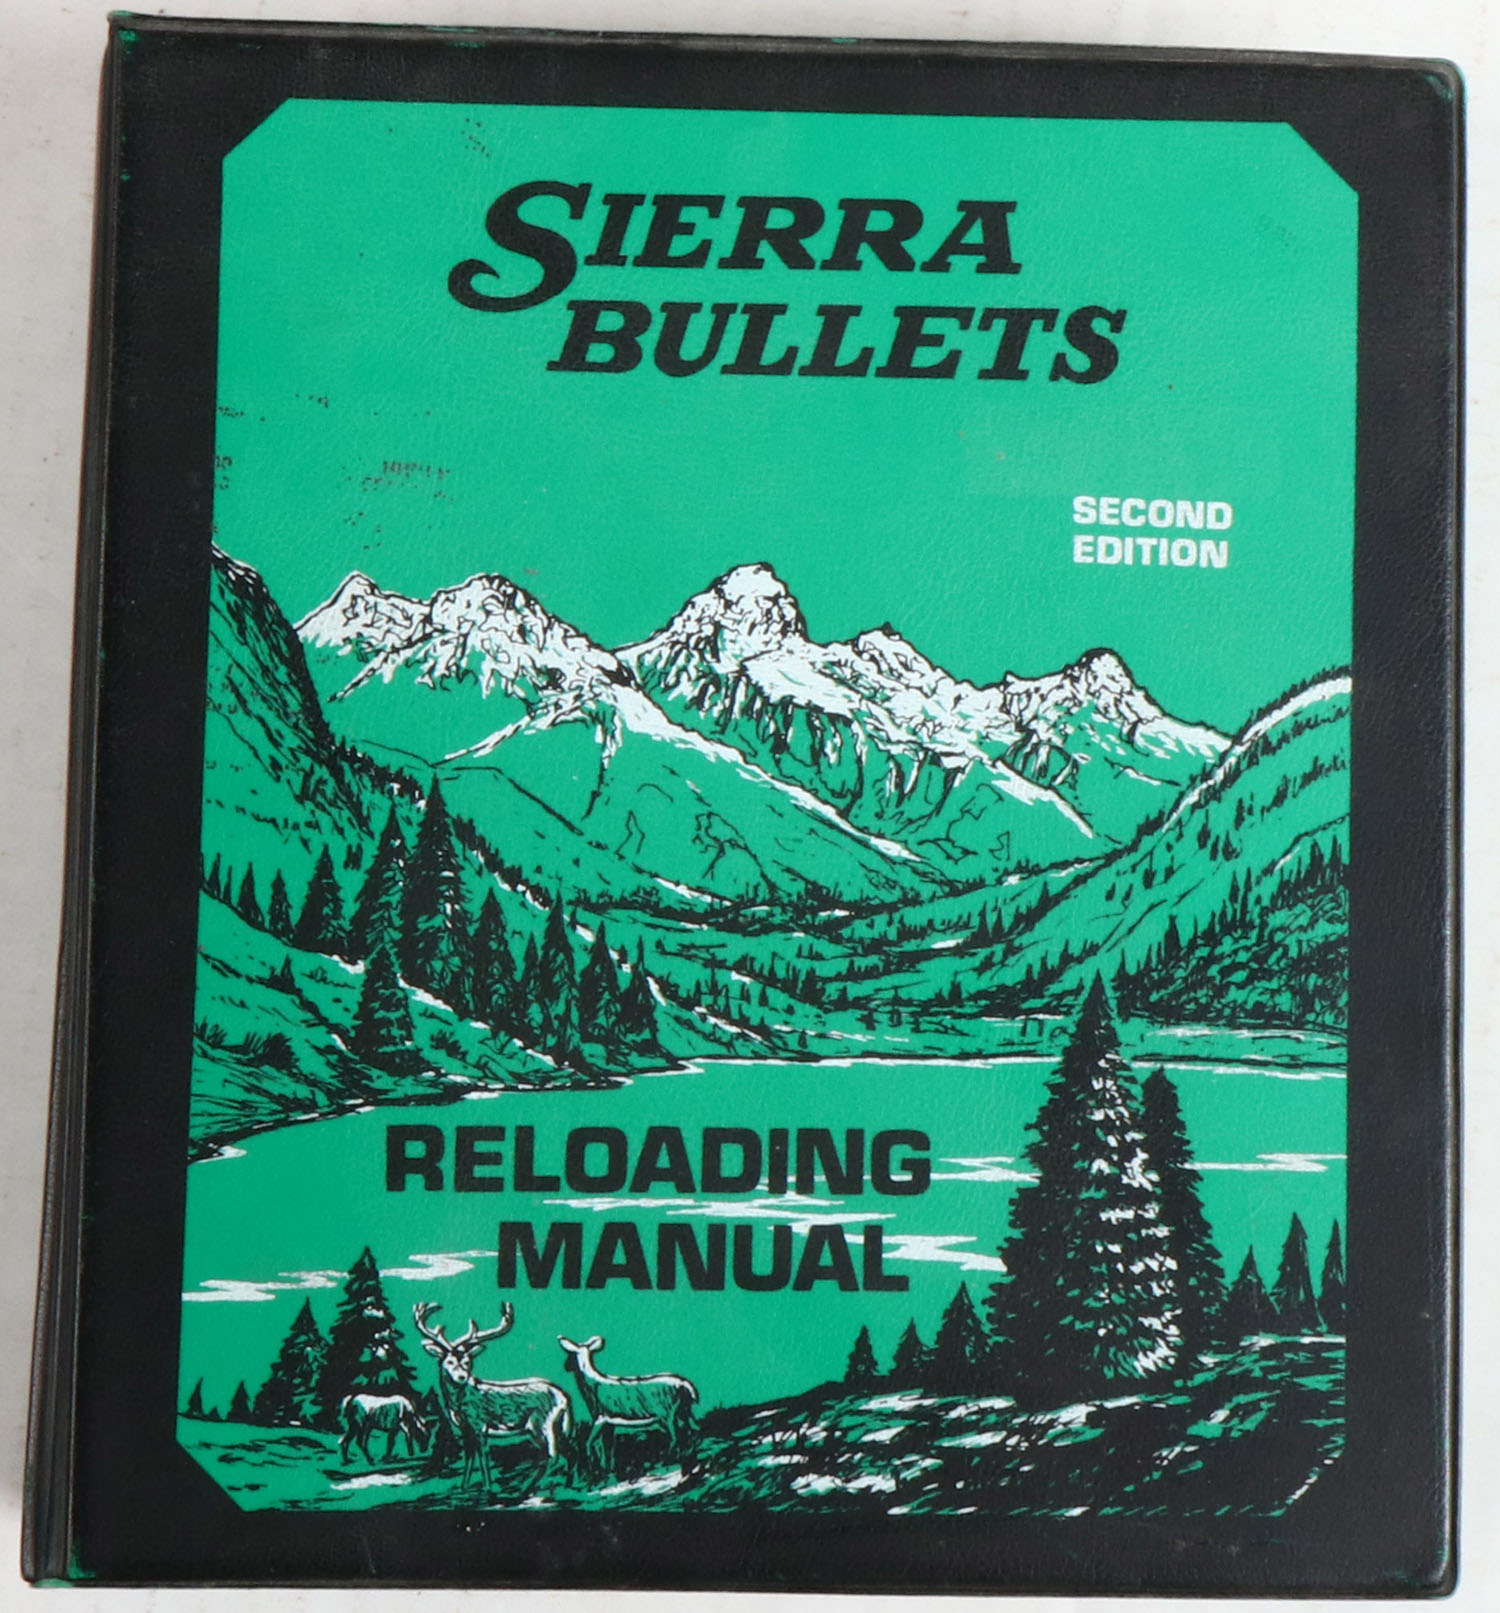 SIERRA
BULLETS
SECOND
EDITION
RELOADING
MANUAL